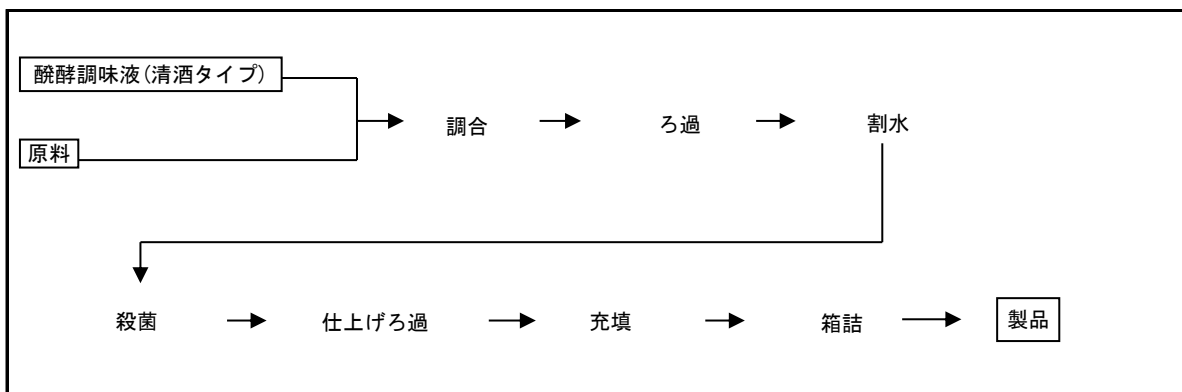 醗酵調味液(清酒タイプ)
原料
調合
ろ過
割水
殺菌
仕上げろ過
充填
箱詰
製品